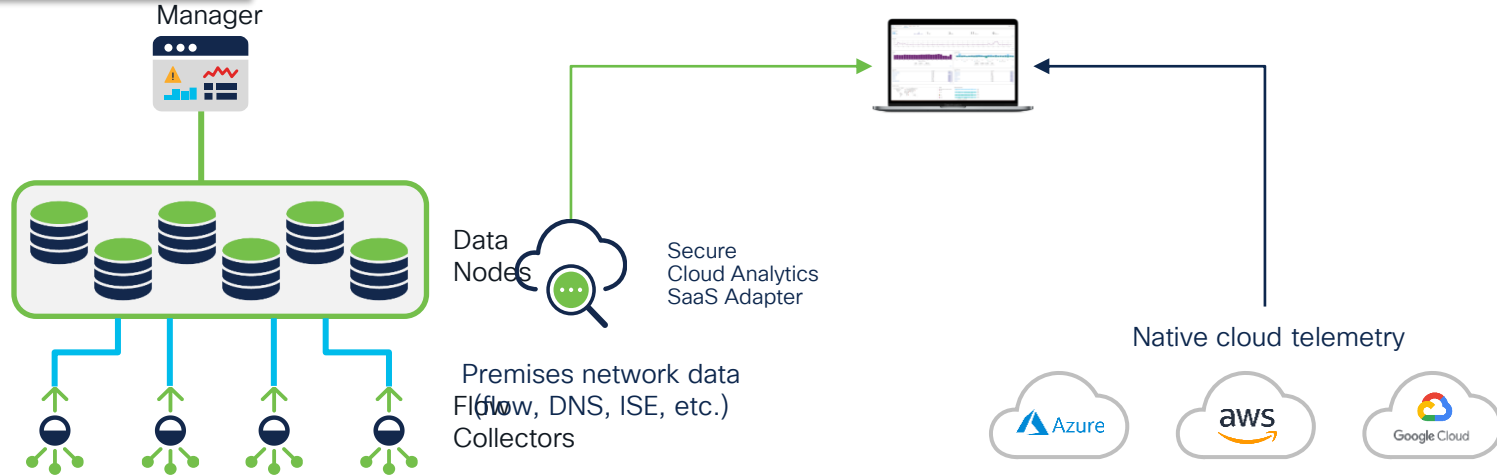 Manager
Data
Nodes
Secure
Cloud Analytics
SaaS Adapter
Premises network data
(flow, DNS, ISE, etc.)
Flow
Collectors
Native cloud telemetry
Azure
aws
Google Cloud